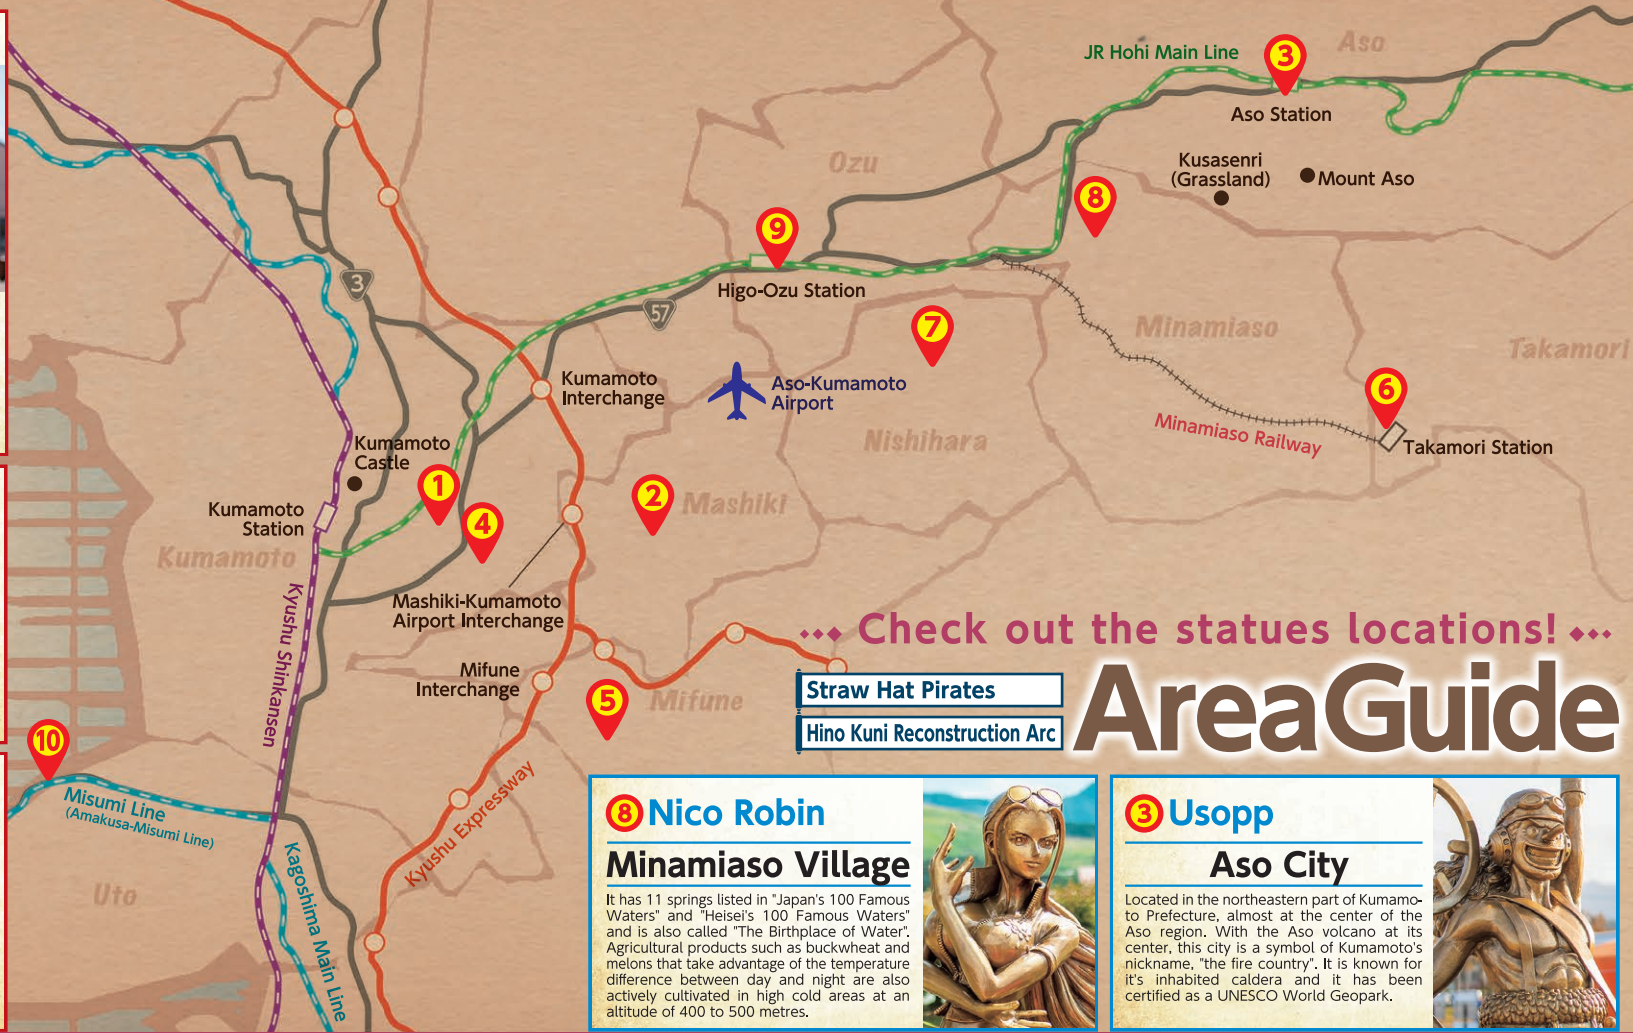 JR Hohi Main Line
3
Aso
Aso Station
Kusasenri
(Grassland)
Mount Aso
Ozu
8
9
Higo-Ozu Station
3
57
7
Minamiaso
Takamori
Kumamoto
Interchange
Aso-Kumamoto
Airport
6
Minamiaso Railway
Takamori Station
Nishihara
Kumamoto
Castle
1
2
Mashiki
Kumamoto
Station
4
Kumamoto
Kyushu Shinkansen
Mashiki-Kumamoto
Airport Interchange
Mifune
Interchange
5
Mifune
10
Misumi Line
(Amakusa-Misumi Line)
Kyushu Expressway
Uto
Kagoshima Main Line
Check out the statues locations!
Straw Hat Pirates
Hino Kuni Reconstruction Arc
AreaGuide
8 Nico Robin
Minamiaso Village
It has 11 springs listed in "Japan's 100 Famous
Waters" and "Heisei's 100 Famous Waters"
and is also called "The Birthplace of Water".
Agricultural products such as buckwheat and
melons that take advantage of the temperature
difference between day and night are also
actively cultivated in high cold areas at an
altitude of 400 to 500 metres.
3 Usopp
Aso City
Located in the northeastern part of Kumamo-
to Prefecture, almost at the center of the
Aso region. With the Aso volcano at its
center, this city is a symbol of Kumamoto's
nickname, "the fire country". It is known for
it's inhabited caldera and it has been
certified as a UNESCO World Geopark.